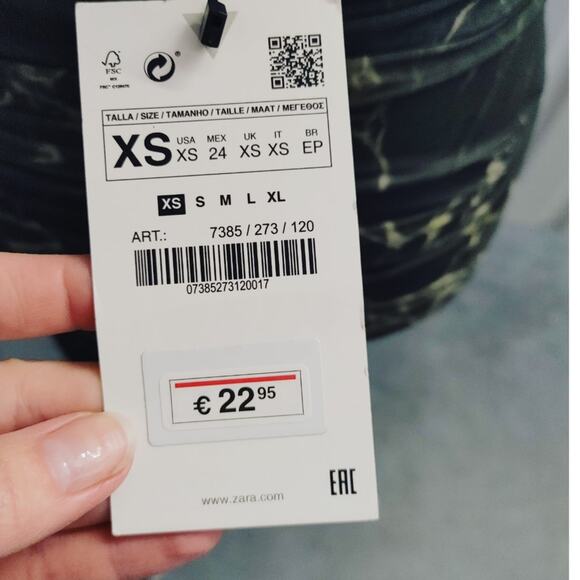 FSC
MIX
TALLA / SIZE / TAMANHO / TAILLE / MAAT / ΜΕΓΕΘΟΣ
XS USA XS MEX 24 UK XS IT XS BR EP
XS S M L XL
ART.: 7385 / 273 / 120
07385273120017
€ 22 95
www.zara.com
EAC